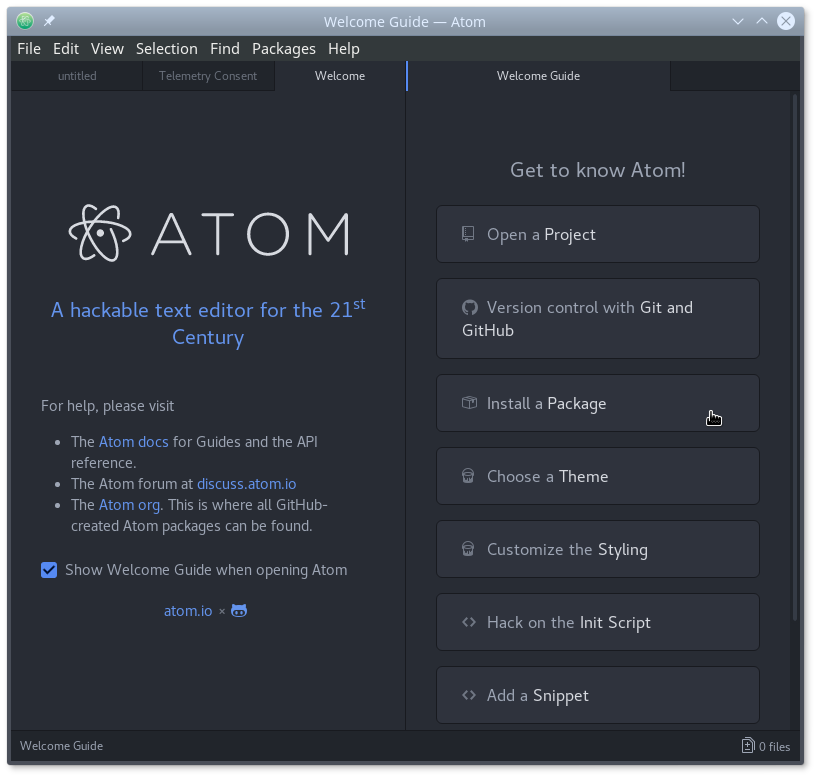 Welcome Guide — Atom
File Edit View Selection Find Packages Help
untitled
Telemetry Consent
Welcome
Welcome Guide
ATOM
A hackable text editor for the 21st
Century
For help, please visit
• The Atom docs for Guides and the API
reference.
• The Atom forum at discuss.atom.io
• The Atom org. This is where all GitHub-
created Atom packages can be found.
Show Welcome Guide when opening Atom
atom.io ×
Get to know Atom!
Open a Project
Version control with Git and
GitHub
Install a Package
Choose a Theme
Customize the Styling
Hack on the Init Script
Add a Snippet
Welcome Guide
0 files